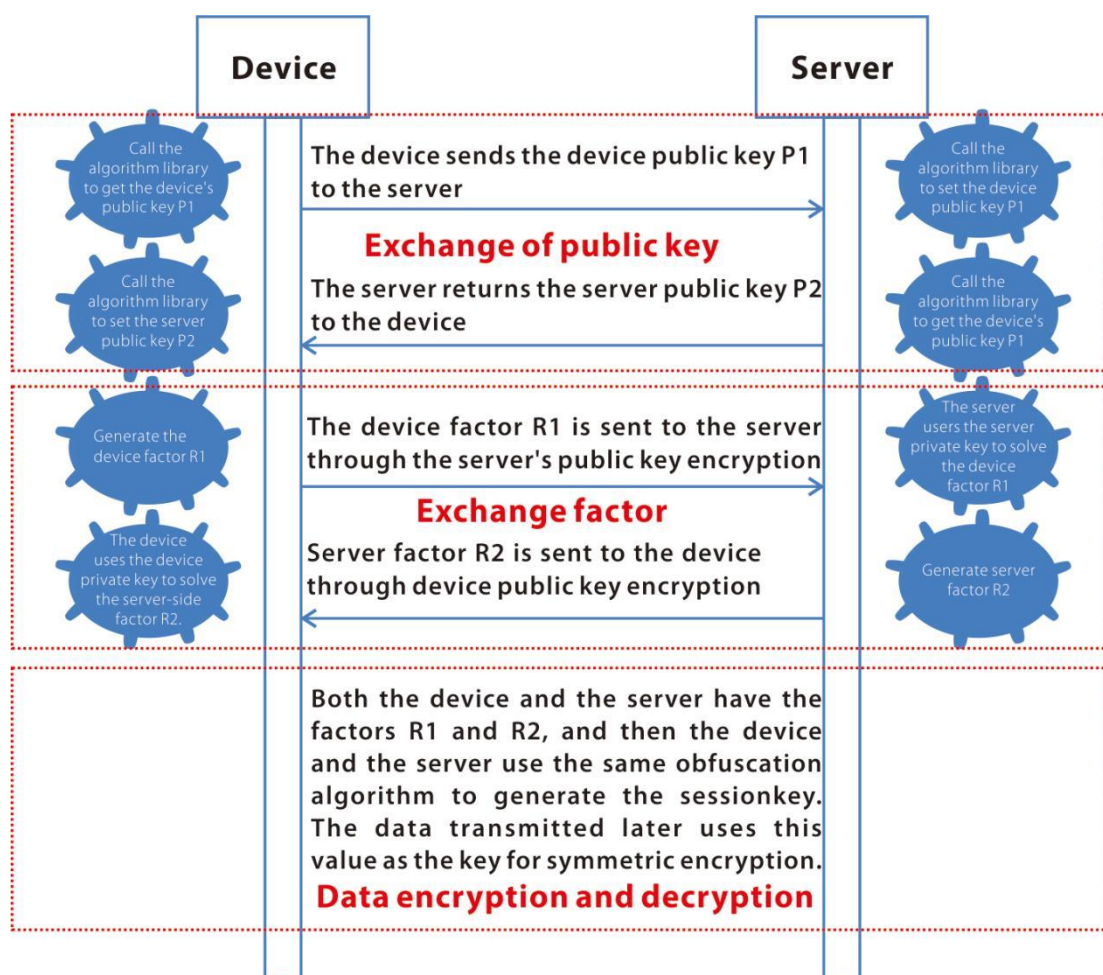 Device
Server
Call the
algorithm library
to get the device's
public key P1
The device sends the device public key P1
to the server
Call the
algorithm library
to set the device
public key P1
Exchange of public key
Call the
algorithm library
to set the server
public key P2
The server returns the server public key P2
to the device
Call the
algorithm library
to get the device's
public key P1
Generate the
device factor R1
The device factor R1 is sent to the server
through the server's public key encryption
The server
users the server
private key to solve
the device
factor R1
Exchange factor
The device
uses the device
private key to solve
the server-side
factor R2.
Server factor R2 is sent to the device
through device public key encryption
Generate server
factor R2
Both the device and the server have the
factors R1 and R2, and then the device
and the server use the same obfuscation
algorithm to generate the sessionkey.
The data transmitted later uses this
value as the key for symmetric encryption.
Data encryption and decryption